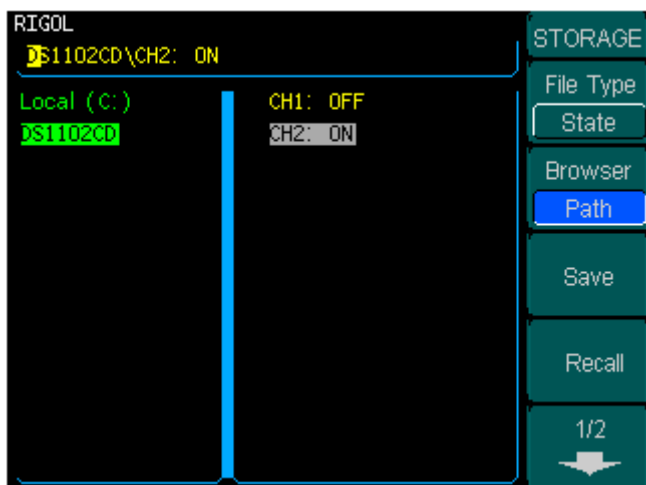 RIGOL
DS1102CD\CH2: ON
Local (C:)
DS1102CD
CH1: OFF
CH2: ON
STORAGE
File Type
State
Browser
Path
Save
Recall
1/2